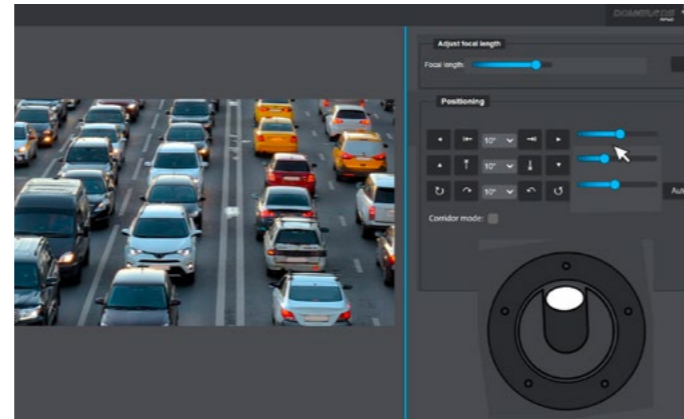 Adjust focal length
Focal length:
Positioning
10°
10°
10°
Corridor mode: